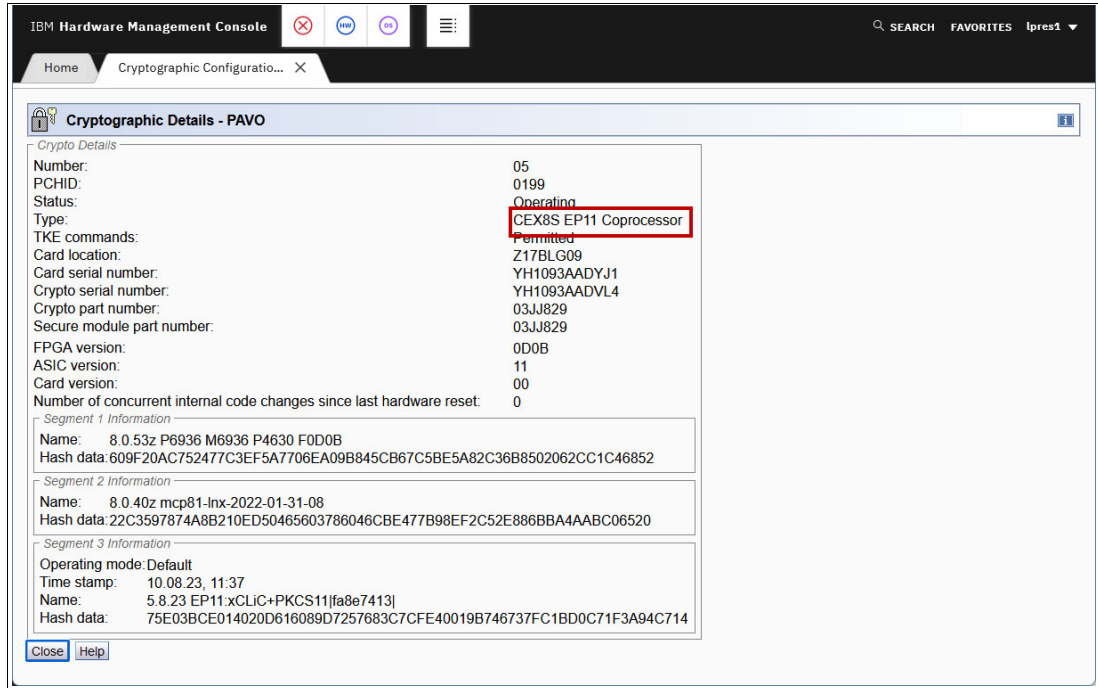 IBM Hardware Management Console HW OS SEARCH FAVORITES lpres1
Home Cryptographic Configuratio... X
Cryptographic Details - PAVO i
Crypto Details
Number: 05
PCHID: 0199
Status: Operating
Type: CEX8S EP11 Coprocessor
TKE commands: Permitted
Card location: Z17BLG09
Card serial number: YH1093AADYJ1
Crypto serial number: YH1093AADVL4
Crypto part number: 03JJ829
Secure module part number: 03JJ829
FPGA version: 0D0B
ASIC version: 11
Card version: 00
Number of concurrent internal code changes since last hardware reset: 0
Segment 1 Information
Name: 8.0.53z P6936 M6936 P4630 F0D0B
Hash data:609F20AC752477C3EF5A7706EA09B845CB67C5BE5A82C36B8502062CC1C46852
Segment 2 Information
Name: 8.0.40z mcp81-lnx-2022-01-31-08
Hash data:22C3597874A8B210ED50465603786046CBE477B98EF2C52E886BBA4AABC06520
Segment 3 Information
Operating mode:Default
Time stamp: 10.08.23, 11:37
Name: 5.8.23 EP11:xCLiC+PKCS11|fa8e7413|
Hash data: 75E03BCE014020D616089D7257683C7CFE40019B746737FC1BD0C71F3A94C714
Close Help